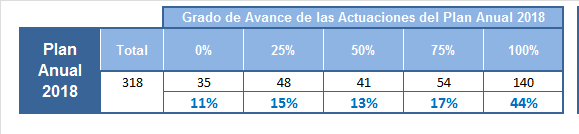 Grado de Avance de las Actuaciones del Plan Anual 2018
Plan Anual 2018 Total 0% 25% 50% 75% 100%
318 35 48 41 54 140
11% 15% 13% 17% 44%